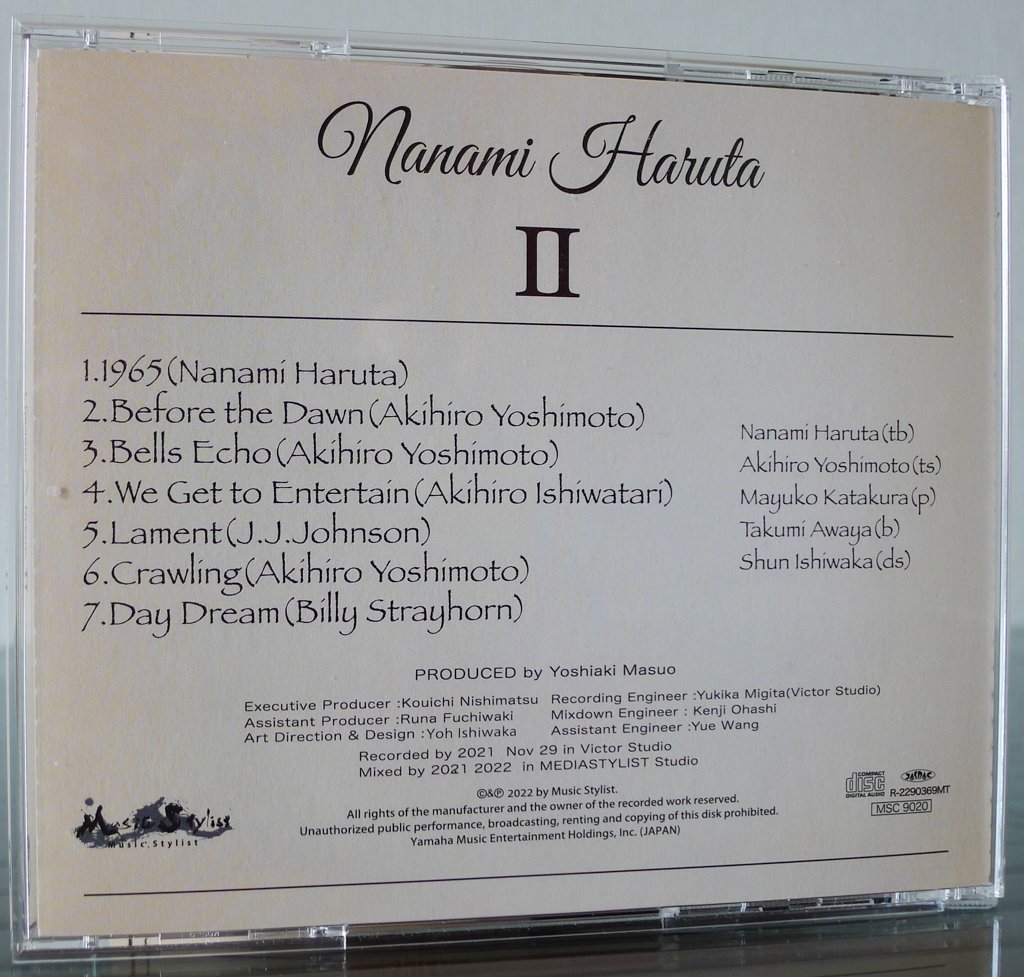 Nanami Haruta
II
1.1965(Nanami Haruta)
2.Before the Dawn(Akihiro Yoshimoto)
3.Bells Echo(Akihiro Yoshimoto)
4.We Get to Entertain(Akihiro Ishiwatari)
5.Lament(J.J.Johnson)
6.Crawling(Akihiro Yoshimoto)
7.Day Dream(Billy Strayhorn)
Nanami Haruta(tb)
Akihiro Yoshimoto(ts)
Mayuko Katakura(p)
Takumi Awaya(b)
Shun Ishiwaka(ds)
PRODUCED by Yoshiaki Masuo
Executive Producer :Kouichi Nishimatsu
Assistant Producer :Runa Fuchiwaki
Art Direction & Design :Yoh Ishiwaka
Recording Engineer :Yukika Migita(Victor Studio)
Mixdown Engineer : Kenji Ohashi
Assistant Engineer :Yue Wang
Recorded by 2021 Nov 29 in Victor Studio
Mixed by 2021 2022 in MEDIASTYLIST Studio
©&℗ 2022 by Music Stylist.
All rights of the manufacturer and the owner of the recorded work reserved.
Unauthorized public performance, broadcasting, renting and copying of this disk prohibited.
Yamaha Music Entertainment Holdings, Inc. (JAPAN)
Music Stylist
Music.Stylist
COMPACT
disc
DIGITAL AUDIO
JASRAC
R-2290369MT
MSC 9020